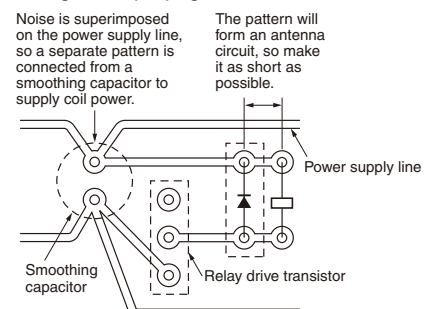 Noise is superimposed
on the power supply line,
so a separate pattern is
connected from a
smoothing capacitor to
supply coil power.
The pattern will
form an antenna
circuit, so make
it as short as
possible.
Power supply line
Smoothing
capacitor
Relay drive transistor